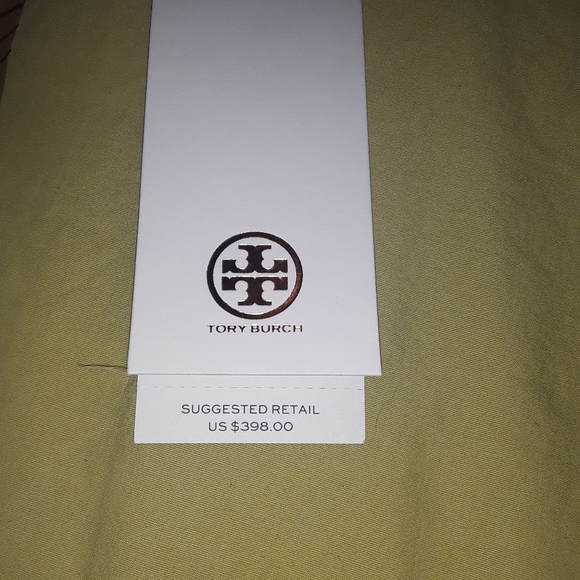 TORY BURCH
SUGGESTED RETAIL
US $398.00